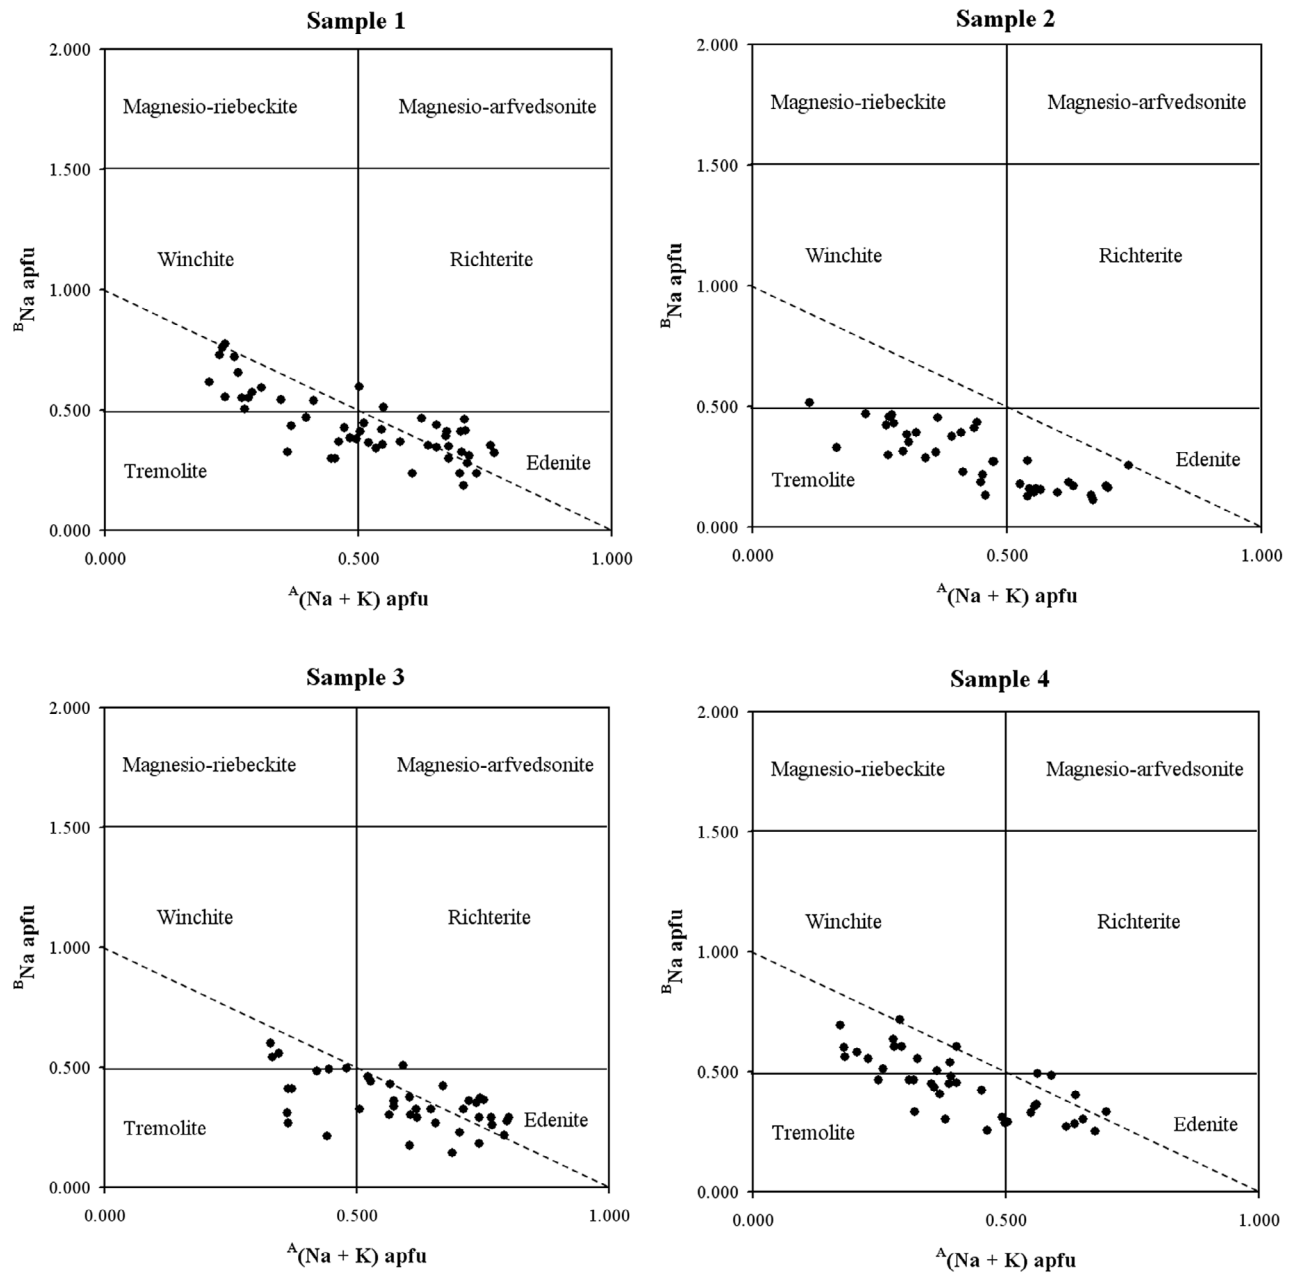 Sample 1
2.000
Magnesio-riebeckite Magnesio-arfvedsonite
1.500
Winchite Richterite
1.000
0.500
Tremolite Edenite
0.000
0.000 0.500 1.000
BNa apfu
A(Na + K) apfu
Sample 2
2.000
Magnesio-riebeckite Magnesio-arfvedsonite
1.500
Winchite Richterite
1.000
0.500
Tremolite Edenite
0.000
0.000 0.500 1.000
BNa apfu
A(Na + K) apfu
Sample 3
2.000
Magnesio-riebeckite Magnesio-arfvedsonite
1.500
Winchite Richterite
1.000
0.500
Tremolite Edenite
0.000
0.000 0.500 1.000
BNa apfu
A(Na + K) apfu
Sample 4
2.000
Magnesio-riebeckite Magnesio-arfvedsonite
1.500
Winchite Richterite
1.000
0.500
Tremolite Edenite
0.000
0.000 0.500 1.000
BNa apfu
A(Na + K) apfu